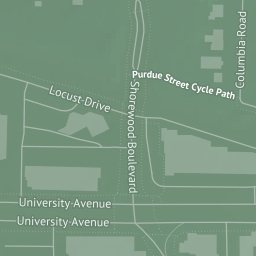 Columbia Road
Purdue Street Cycle Path
Locust Drive
Shorewood Boulevard
University Avenue
University Avenue